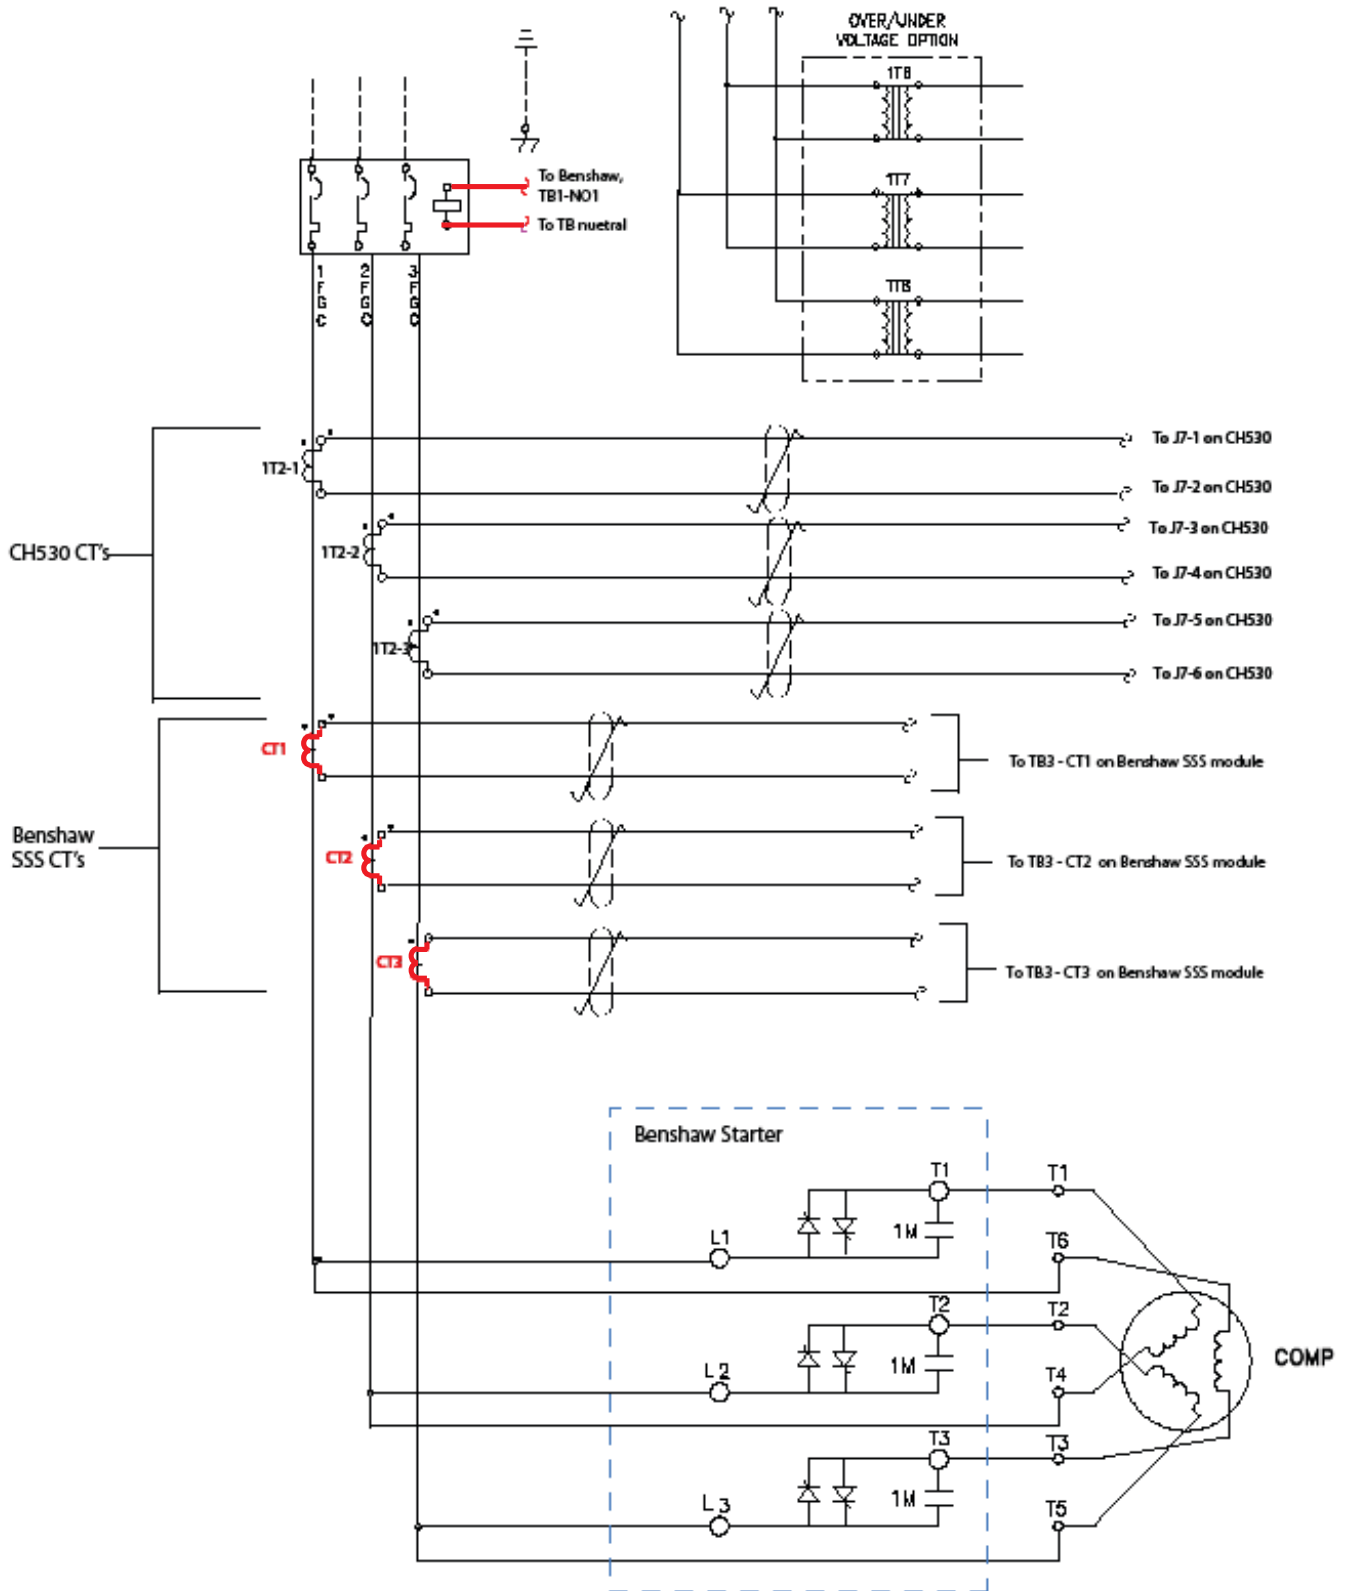 OVER/UNDER
VOLTAGE OPTION
1T6
To Benshaw,
TB1-NO1
To TB nuetral
1T7
1
F
G
C
2
F
G
C
3
F
G
C
To J7-1 on CH530
1T2-1
To J7-2 on CH530
To J7-3 on CH530
CH530 CT's
1T2-2
To J7-4 on CH530
To J7-5 on CH530
1T2-3
To J7-6 on CH530
CT1
To TB3 - CT1 on Benshaw SSS module
Benshaw
SSS CT's
CT2
To TB3 - CT2 on Benshaw SSS module
CT3
To TB3 - CT3 on Benshaw SSS module
Benshaw Starter
T1
T1
1M
L1
T6
T2
T2
1M
L2
T4
COMP
T3
T3
1M
L3
T5